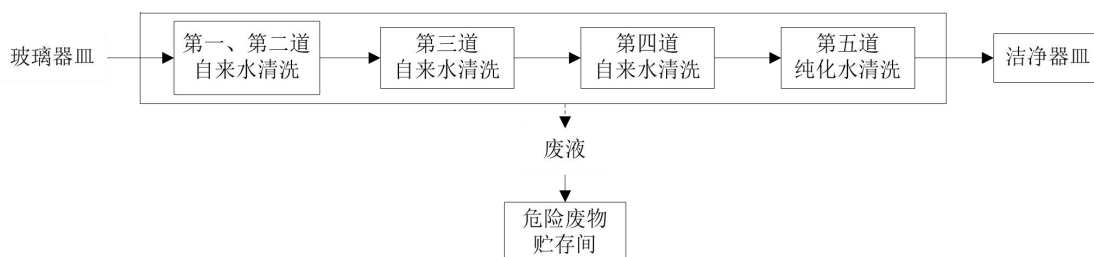 玻璃器皿
第一、第二道
自来水清洗
第三道
自来水清洗
第四道
自来水清洗
第五道
纯化水清洗
洁净器皿
废液
危险废物
贮存间